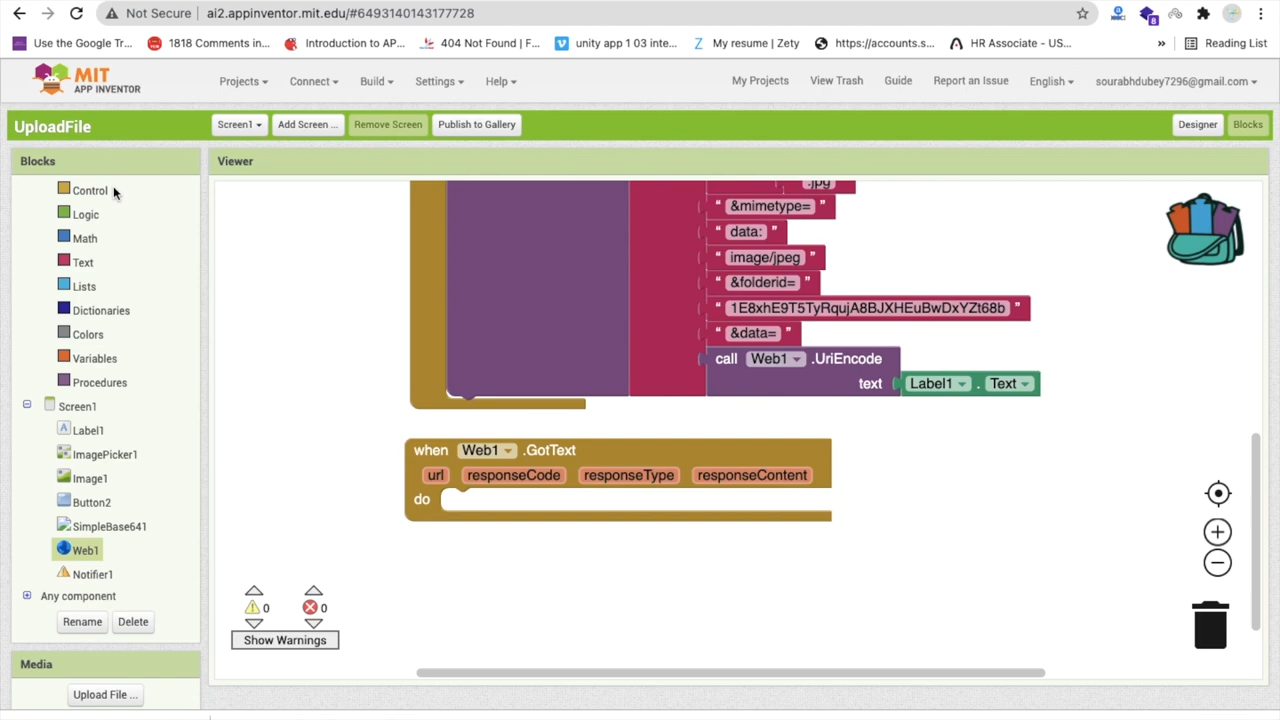 Not Secure | ai2.appinventor.mit.edu/#6493140143177728
8
Use the Google Tr... 1818 Comments in... Introduction to AP... 404 Not Found | F... unity app 1 03 inte... My resume | Zety https://accounts.s... HR Associate - US... » Reading List
MIT
APP INVENTOR
Projects Connect Build Settings Help My Projects View Trash Guide Report an Issue English sourabhdubey7296@gmail.com
UploadFile Screen1 Add Screen ... Remove Screen Publish to Gallery Designer Blocks
Blocks Viewer
Control
Logic
Math
Text
Lists
Dictionaries
Colors
Variables
Procedures
Screen1
Label1
ImagePicker1
Image1
Button2
SimpleBase641
Web1
Notifier1
Any component
Rename Delete
Media
Upload File ...
.jpg
“ &mimetype= ”
“ data: ”
“ image/jpeg ”
“ &folderid= ”
“ 1E8xhE9T5TyRqujA8BJXHEuBwDxYZt68b ”
“ &data= ”
call Web1 .UriEncode
text Label1 . Text
when Web1 .GotText
url responseCode responseType responseContent
do
0 0
Show Warnings